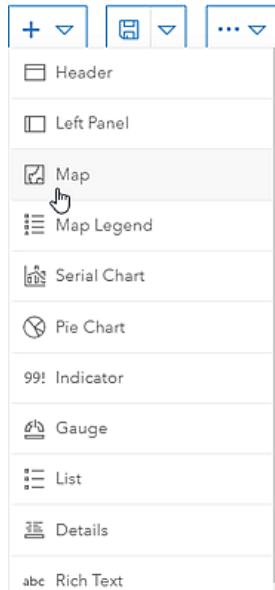 Header
Left Panel
Map
Map Legend
Serial Chart
Pie Chart
99! Indicator
Gauge
List
Details
abc Rich Text